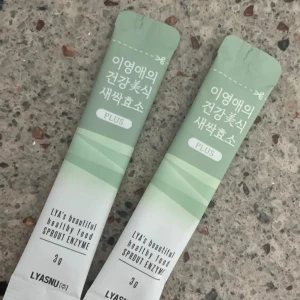 이영애의
건강美식
새싹효소
PLUS
LYA's beautiful
healthy food
SPROUT ENZYME
3g
LYASNU(주)
이영애의
건강美식
새싹효소
PLUS
LYA's beautiful
healthy food
SPROUT ENZYME
3g
LYASNU(주)